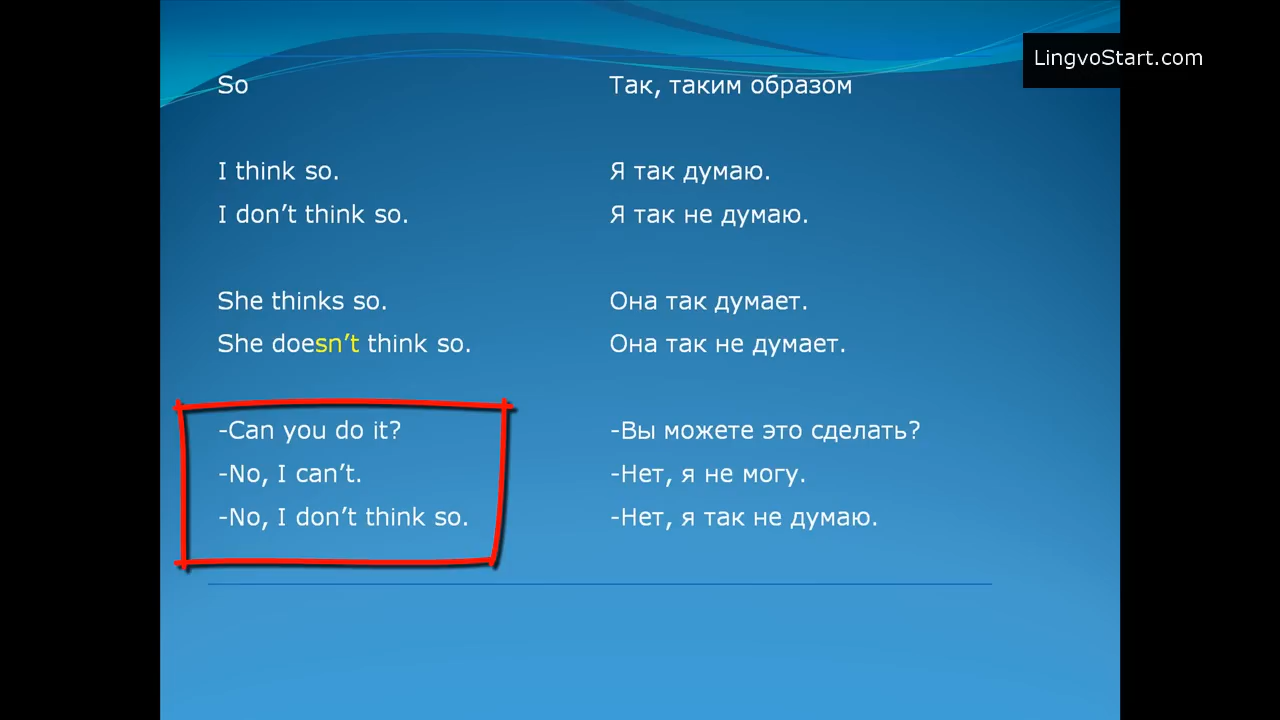 LingvoStart.com
So Так, таким образом
I think so. Я так думаю.
I don’t think so. Я так не думаю.
She thinks so. Она так думает.
She doesn’t think so. Она так не думает.
-Can you do it? -Вы можете это сделать?
-No, I can’t. -Нет, я не могу.
-No, I don’t think so. -Нет, я так не думаю.